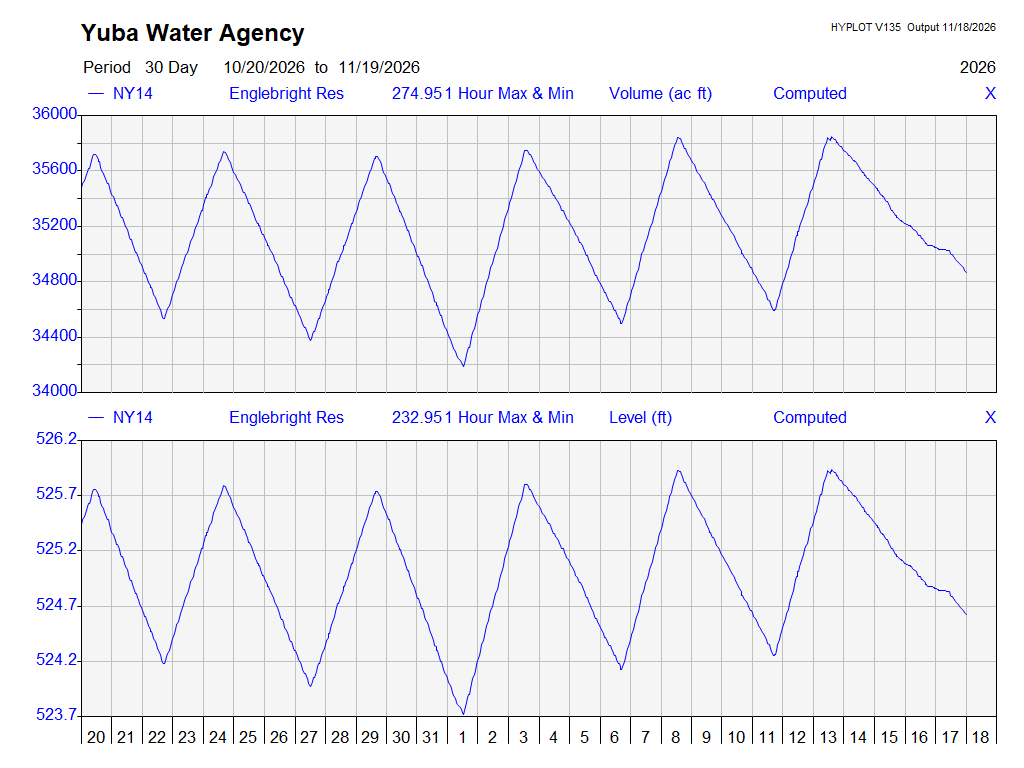 Yuba Water Agency
HYPLOT V135 Output 11/18/2026
Period 30 Day 10/20/2026 to 11/19/2026
2026
— NY14 Englebright Res 274.951 Hour Max & Min Volume (ac ft) Computed X
36000
35600
35200
34800
34400
34000
— NY14 Englebright Res 232.951 Hour Max & Min Level (ft) Computed X
526.2
525.7
525.2
524.7
524.2
523.7
20 21 22 23 24 25 26 27 28 29 30 31 1 2 3 4 5 6 7 8 9 10 11 12 13 14 15 16 17 18